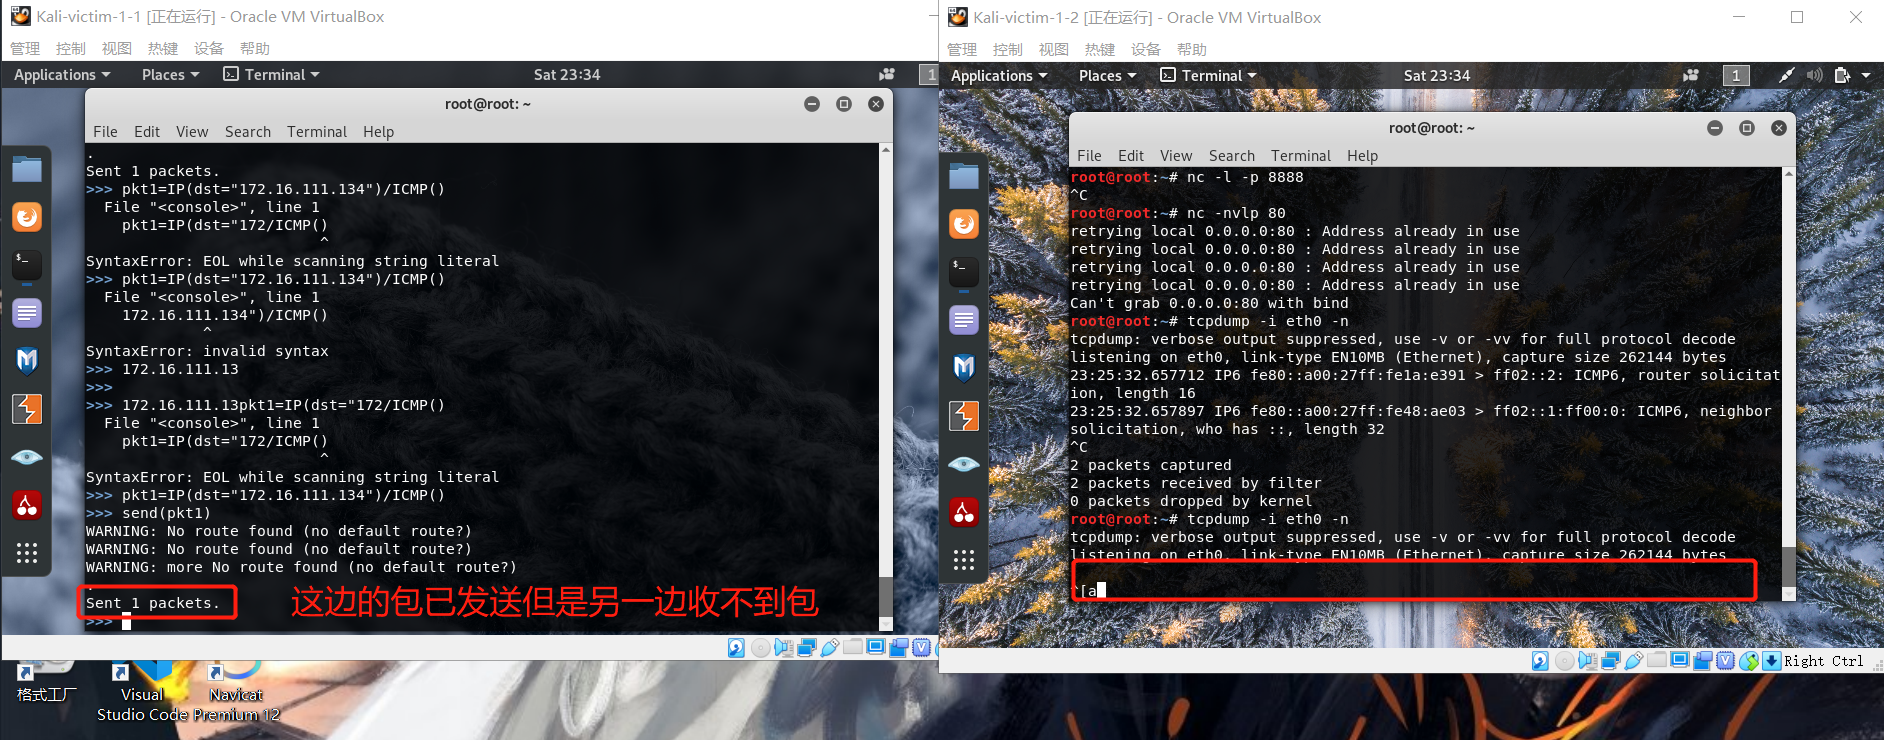 Kali-victim-1-1 [正在运行] - Oracle VM VirtualBox
管理 控制 视图 热键 设备 帮助
Applications Places Terminal Sat 23:34 1
root@root: ~
File Edit View Search Terminal Help
.
Sent 1 packets.
>>> pkt1=IP(dst="172.16.111.134")/ICMP()
  File "<console>", line 1
    pkt1=IP(dst="172/ICMP()
                          ^
SyntaxError: EOL while scanning string literal
>>> pkt1=IP(dst="172.16.111.134")/ICMP()
  File "<console>", line 1
    172.16.111.134")/ICMP()
             ^
SyntaxError: invalid syntax
>>> 172.16.111.13
>>>
>>> 172.16.111.13pkt1=IP(dst="172/ICMP()
  File "<console>", line 1
    pkt1=IP(dst="172/ICMP()
                          ^
SyntaxError: EOL while scanning string literal
>>> pkt1=IP(dst="172.16.111.134")/ICMP()
>>> send(pkt1)
WARNING: No route found (no default route?)
WARNING: No route found (no default route?)
WARNING: more No route found (no default route?)
.
Sent 1 packets.
>>>
这边的包已发送但是另一边收不到包
Kali-victim-1-2 [正在运行] - Oracle VM VirtualBox
管理 控制 视图 热键 设备 帮助
Applications Places Terminal Sat 23:34 1
root@root: ~
File Edit View Search Terminal Help
root@root:~# nc -l -p 8888
^C
root@root:~# nc -nvlp 80
retrying local 0.0.0.0:80 : Address already in use
retrying local 0.0.0.0:80 : Address already in use
retrying local 0.0.0.0:80 : Address already in use
retrying local 0.0.0.0:80 : Address already in use
Can't grab 0.0.0.0:80 with bind
root@root:~# tcpdump -i eth0 -n
tcpdump: verbose output suppressed, use -v or -vv for full protocol decode
listening on eth0, link-type EN10MB (Ethernet), capture size 262144 bytes
23:25:32.657712 IP6 fe80::a00:27ff:fe1a:e391 > ff02::2: ICMP6, router solicitat
ion, length 16
23:25:32.657897 IP6 fe80::a00:27ff:fe48:ae03 > ff02::1:ff00:0: ICMP6, neighbor
solicitation, who has ::, length 32
^C
2 packets captured
2 packets received by filter
0 packets dropped by kernel
root@root:~# tcpdump -i eth0 -n
tcpdump: verbose output suppressed, use -v or -vv for full protocol decode
listening on eth0, link-type EN10MB (Ethernet), capture size 262144 bytes
^[a
Right Ctrl
格式工厂
Visual Studio Code
Navicat Premium 12